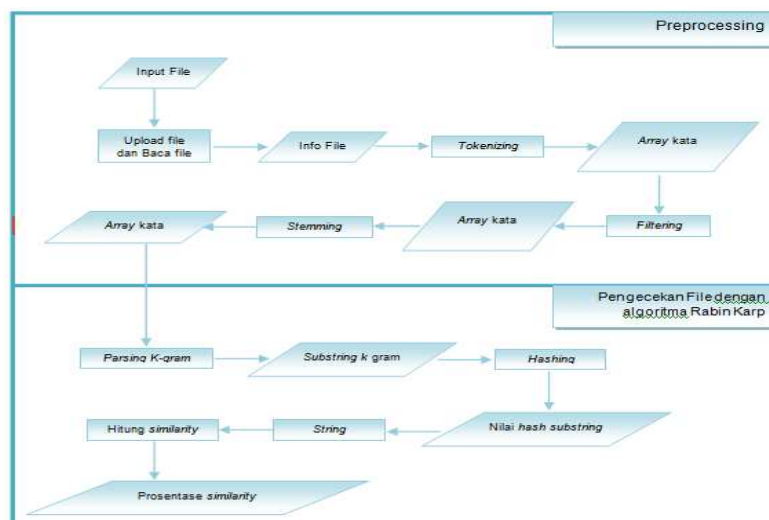 Preprocessing
Input File
Upload file
dan Baca file
Info File
Tokenizing
Array kata
Filtering
Array kata
Stemming
Array kata
Pengecekan File dengan
algoritma Rabin Karp
Parsing K-gram
Substring k gram
Hashing
Nilai hash substring
String
Hitung similarity
Prosentase similarity